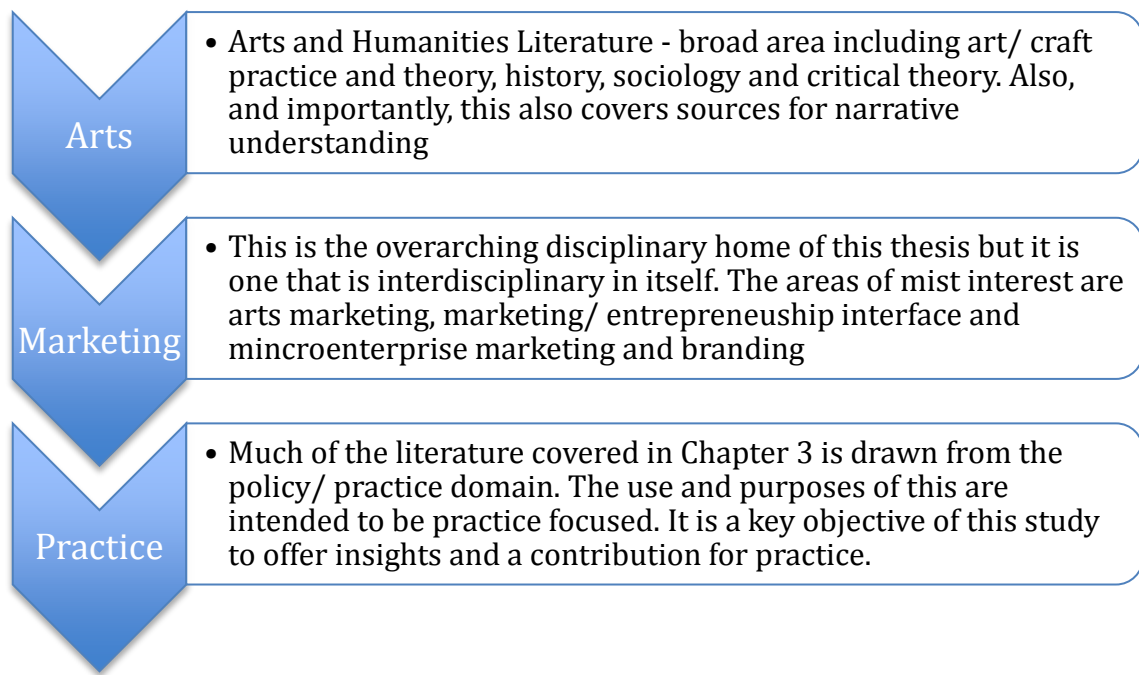 Arts
• Arts and Humanities Literature - broad area including art/ craft
practice and theory, history, sociology and critical theory. Also,
and importantly, this also covers sources for narrative
understanding
Marketing
• This is the overarching disciplinary home of this thesis but it is
one that is interdisciplinary in itself. The areas of mist interest are
arts marketing, marketing/ entrepreneuship interface and
mincroenterprise marketing and branding
Practice
• Much of the literature covered in Chapter 3 is drawn from the
policy/ practice domain. The use and purposes of this are
intended to be practice focused. It is a key objective of this study
to offer insights and a contribution for practice.